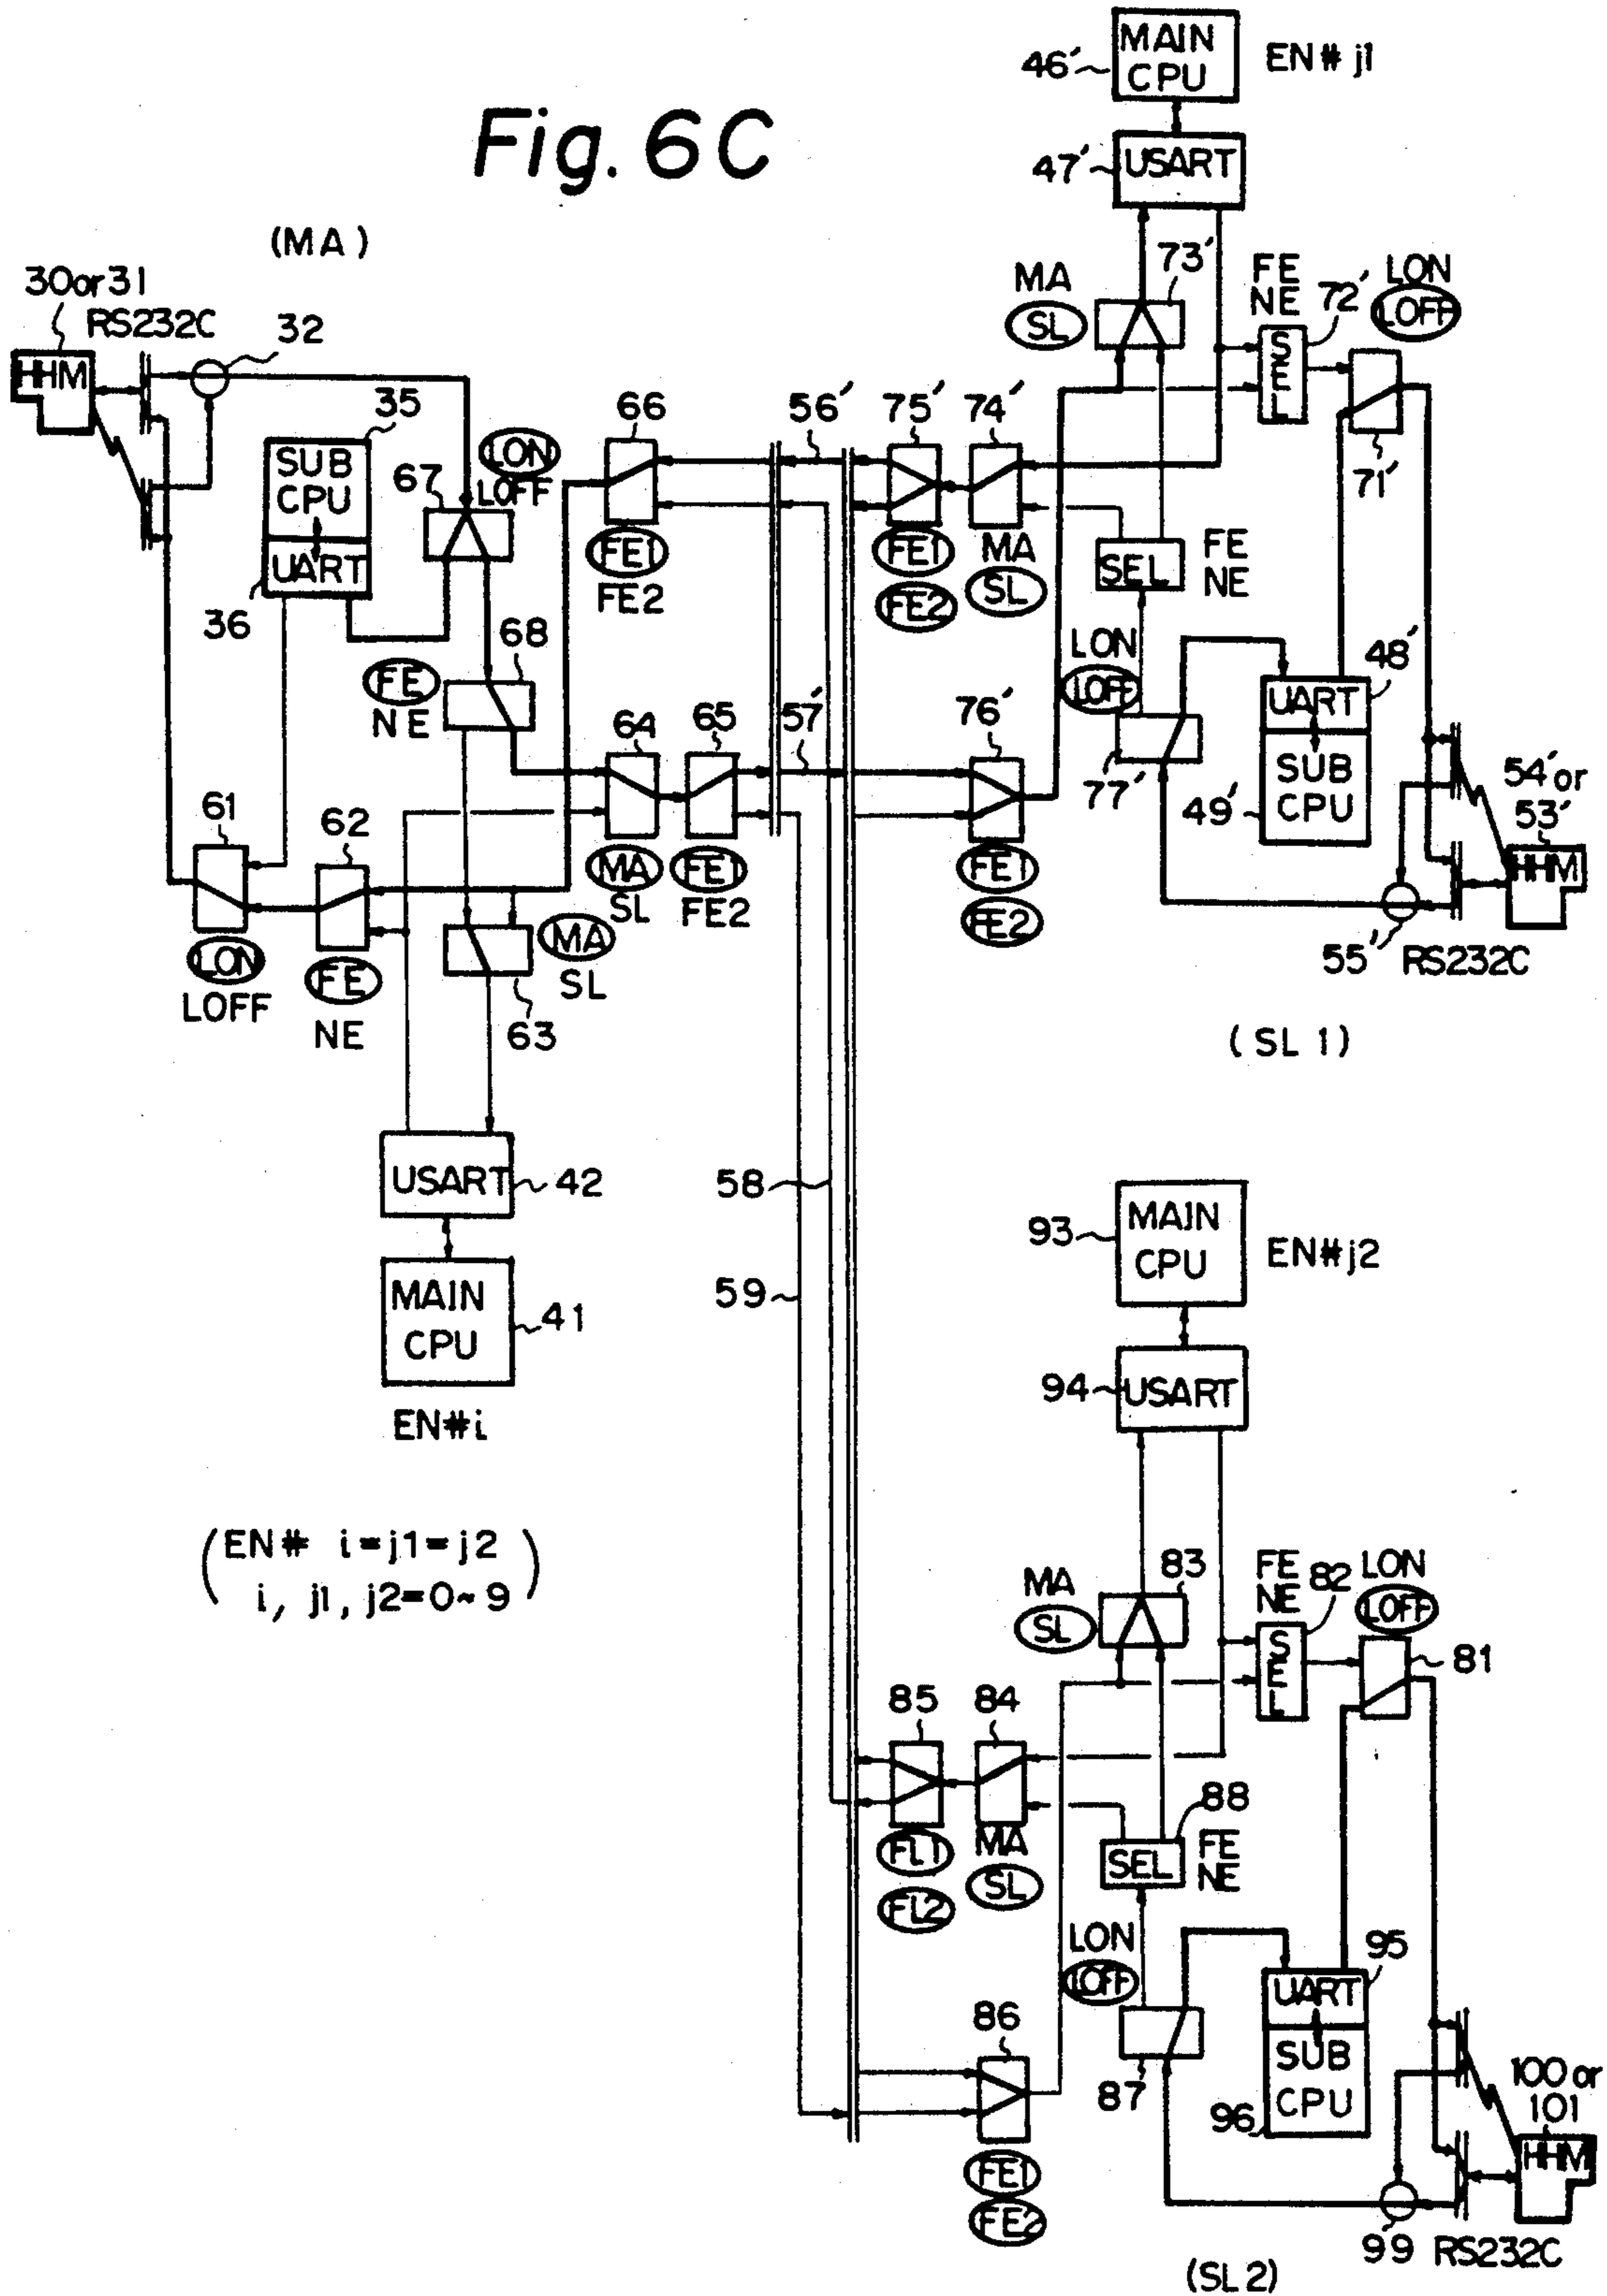 Fig. 6C
(MA)
30 or 31
RS232C
HHM
32
35
SUB
CPU
UART
36
67
LON
LOFF
66
FE1
FE2
68
FE
NE
64
MA
SL
65
FE1
FE2
61
LON
LOFF
62
FE
NE
MA
SL
63
USART
42
MAIN
CPU
41
EN#i
(EN# i=j1=j2
i, j1, j2=0~9)
56'
57'
58
59
46'
MAIN
CPU
EN# j1
47'
USART
MA
SL
73'
FE
NE
72'
SEL
LON
LOFF
71'
75'
FE1
FE2
74'
MA
SL
SEL
FE
NE
LON
LOFF
77'
76'
FE1
FE2
48'
UART
SUB
CPU
49'
54' or
53'
HHM
55'
RS232C
(SL 1)
93
MAIN
CPU
EN#j2
94
USART
MA
SL
83
FE
NE
82
SEL
LON
LOFF
81
85
FL1
FL2
84
MA
SL
88
SEL
FE
NE
LON
LOFF
87
86
FE1
FE2
95
UART
SUB
CPU
96
100 or
101
HHM
99
RS232C
(SL2)